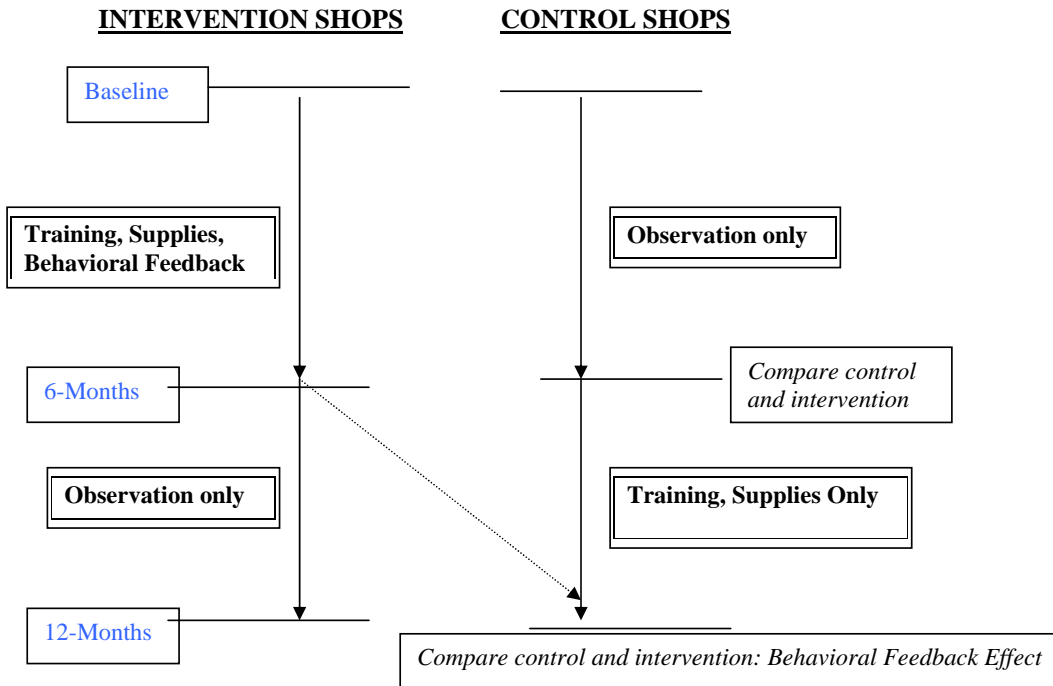 INTERVENTION SHOPS
CONTROL SHOPS
Baseline
Training, Supplies,
Behavioral Feedback
Observation only
6-Months
Compare control
and intervention
Observation only
Training, Supplies Only
12-Months
Compare control and intervention: Behavioral Feedback Effect